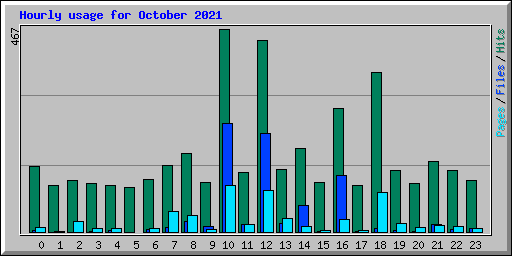 Hourly usage for October 2021
467
Pages / Files / Hits
0 1 2 3 4 5 6 7 8 9 10 11 12 13 14 15 16 17 18 19 20 21 22 23